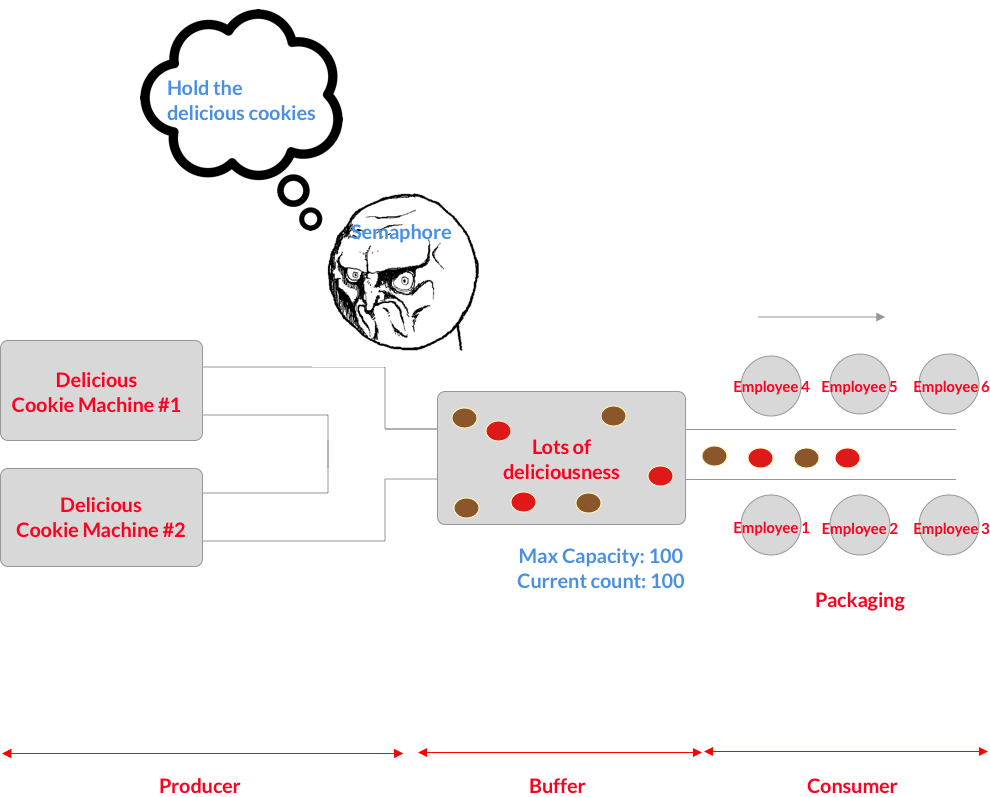 Hold the
delicious cookies
Semaphore
Delicious
Cookie Machine #1
Delicious
Cookie Machine #2
Lots of
deliciousness
Max Capacity: 100
Current count: 100
Employee 4
Employee 5
Employee 6
Employee 1
Employee 2
Employee 3
Packaging
Producer
Buffer
Consumer